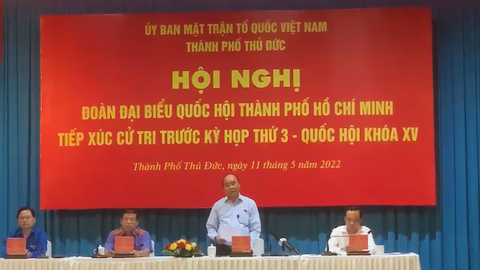 ỦY BAN MẶT TRẬN TỔ QUỐC VIỆT NAM
THÀNH PHỐ THỦ ĐỨC
HỘI NGHỊ
ĐOÀN ĐẠI BIỂU QUỐC HỘI THÀNH PHỐ HỒ CHÍ MINH
TIẾP XÚC CỬ TRI TRƯỚC KỲ HỌP THỨ 3 - QUỐC HỘI KHÓA XV
Thành Phố Thủ Đức, ngày 11 tháng 5 năm 2022